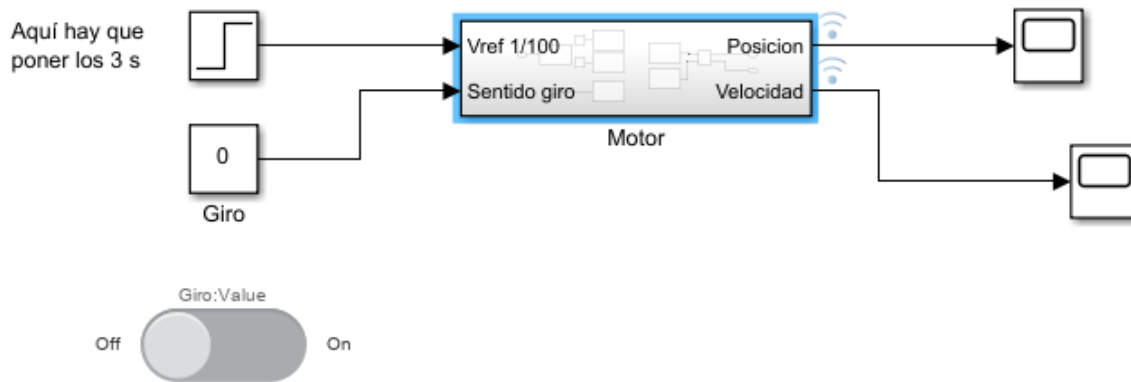 Aquí hay que
poner los 3 s
Vref 1/100
Posicion
Sentido giro
Velocidad
Motor
0
Giro
Giro:Value
Off
On